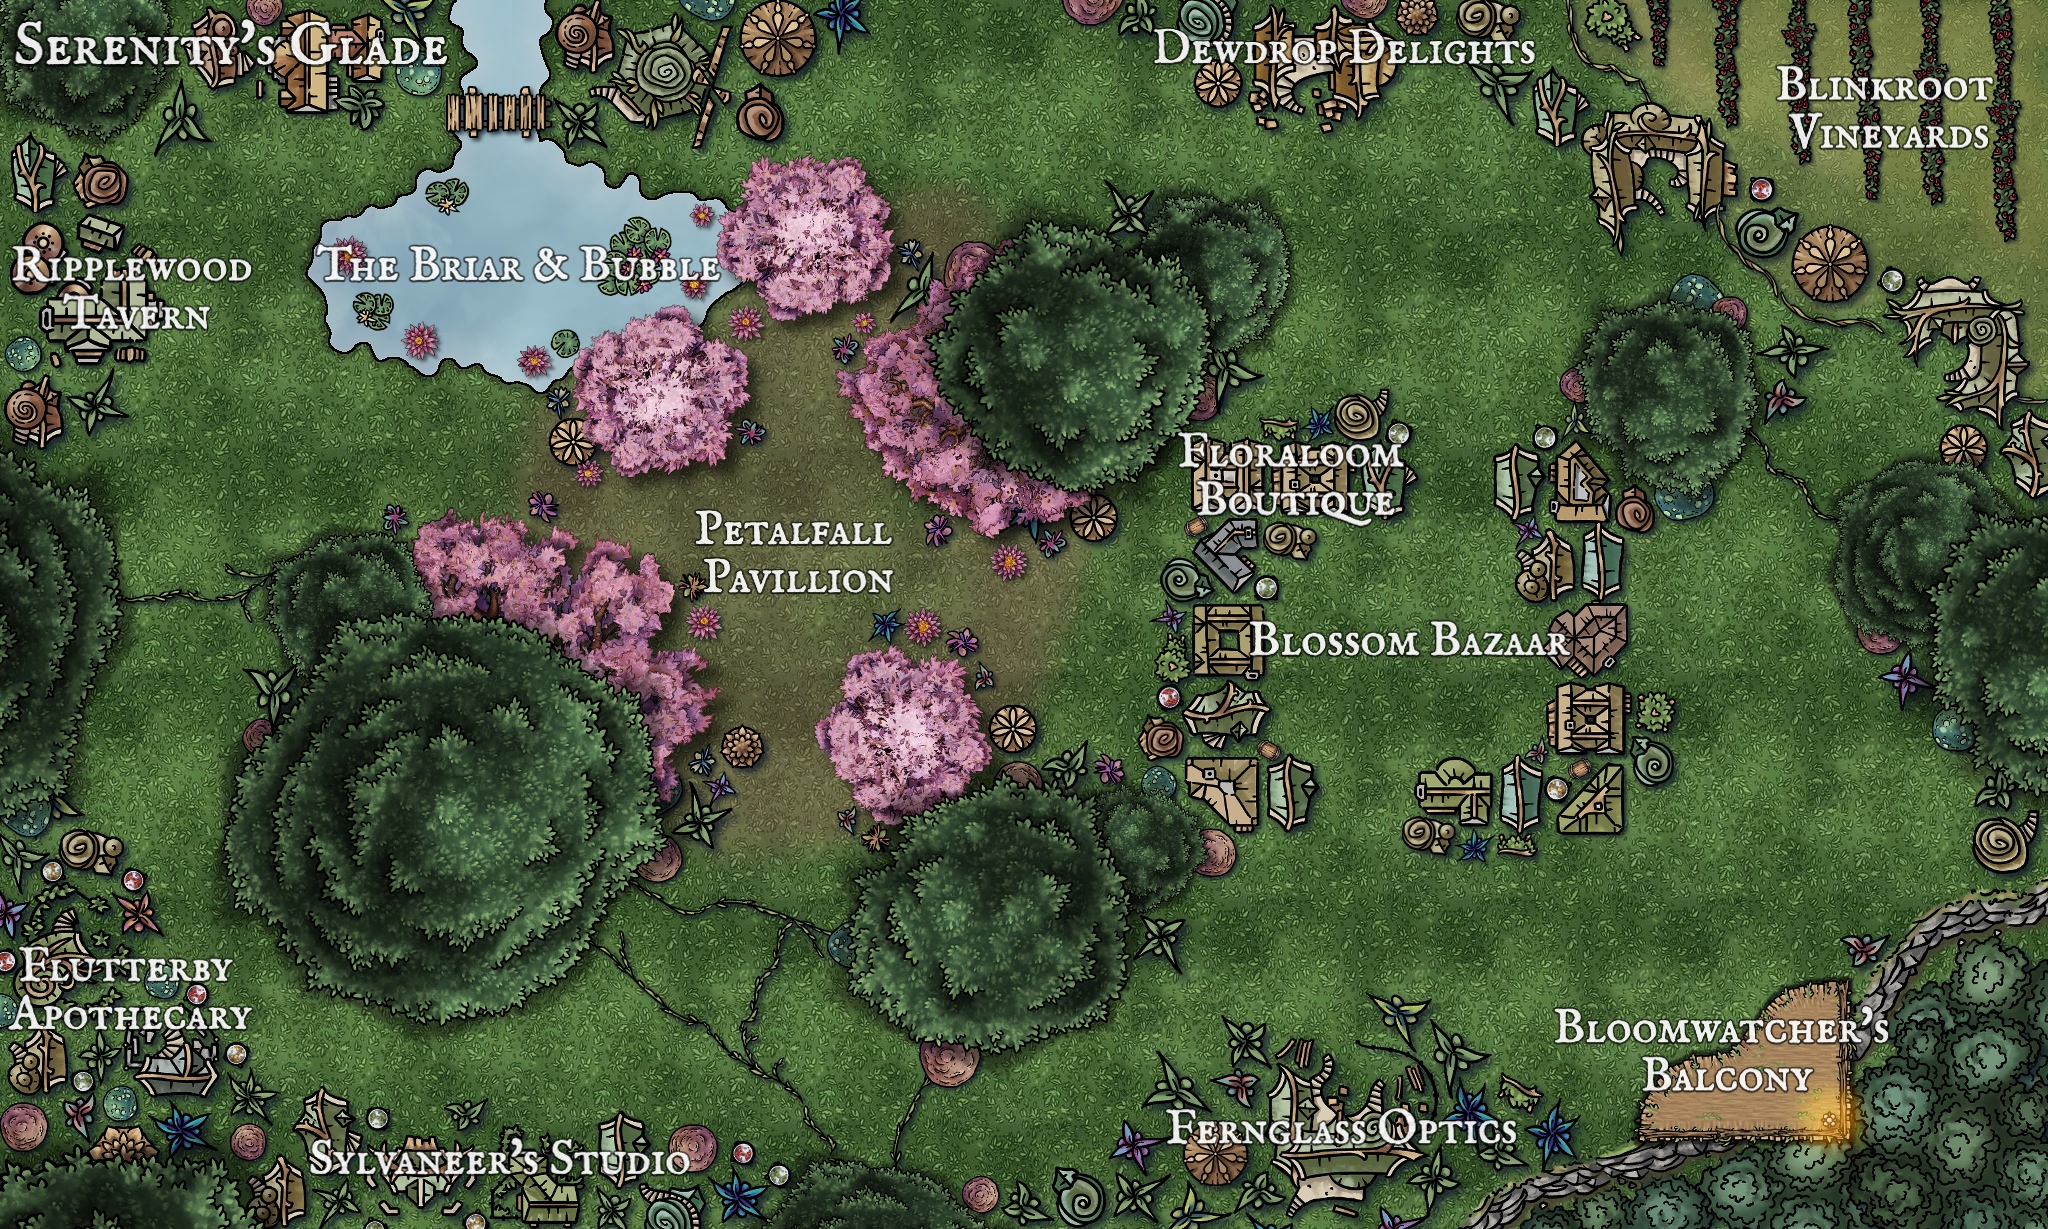 Serenity's Glade
Dewdrop Delights
Blinkroot
Vineyards
Ripplewood
Tavern
The Briar & Bubble
Floraloom
Boutique
Petalfall
Pavillion
Blossom Bazaar
Flutterby
Apothecary
Bloomwatcher's
Balcony
Fernglass Optics
Sylvaneer's Studio